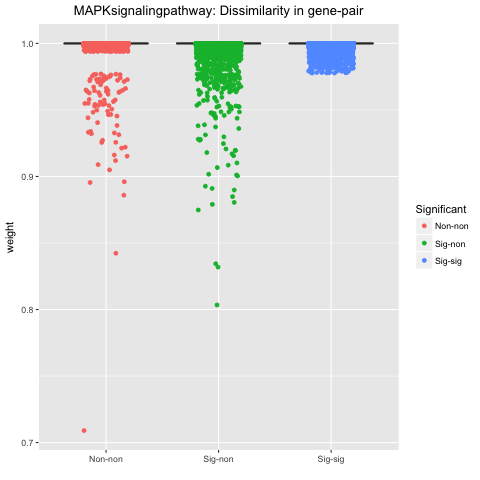 MAPKsignalingpathway: Dissimilarity in gene-pair
1.0
0.9
0.8
0.7
weight
Non-non
Sig-non
Sig-sig
Significant
Non-non
Sig-non
Sig-sig